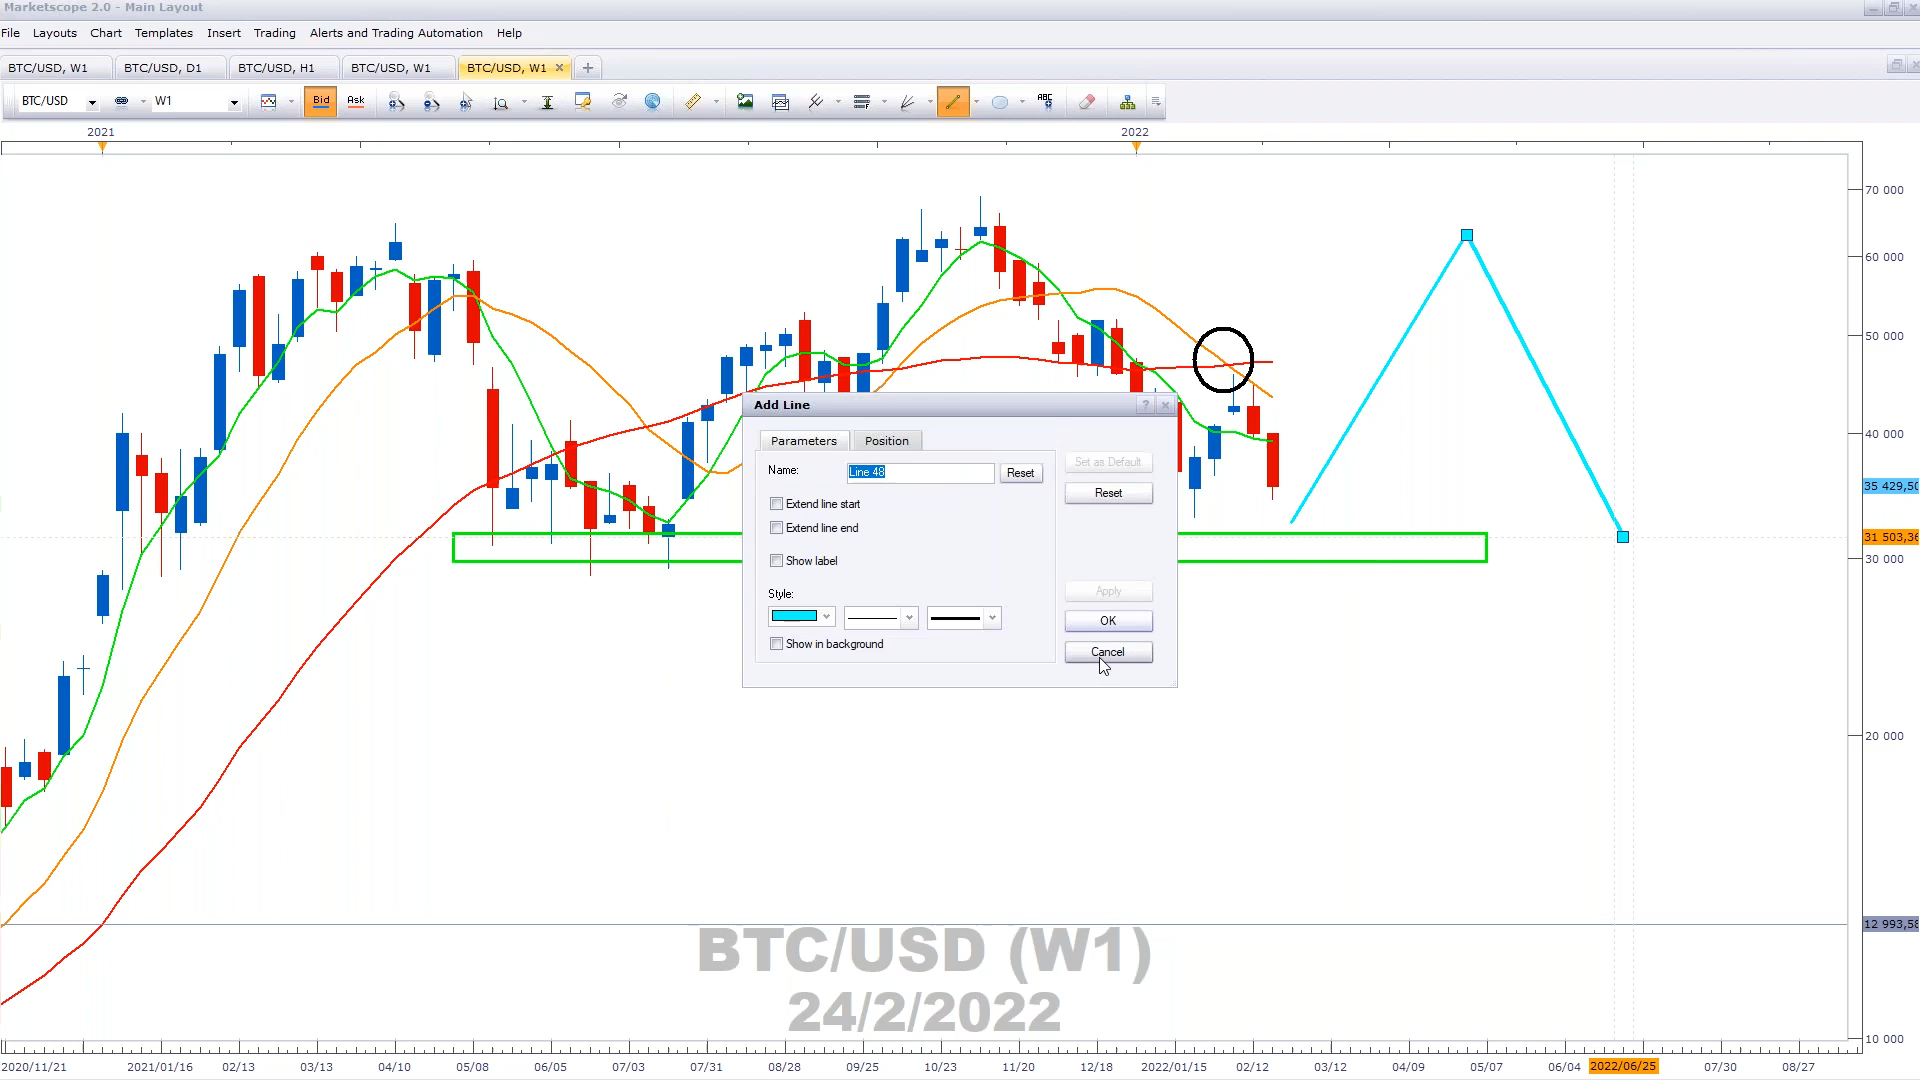 Marketscope 2.0 - Main Layout
File Layouts Chart Templates Insert Trading Alerts and Trading Automation Help
BTC/USD, W1 BTC/USD, D1 BTC/USD, H1 BTC/USD, W1 BTC/USD, W1
BTC/USD W1 Bid Ask ABC
2021 2022
70 000
60 000
50 000
40 000
35 429,50
31 503,36
30 000
20 000
12 993,58
10 000
Add Line
Parameters Position
Name: Line 48 Reset
Set as Default
Reset
Extend line start
Extend line end
Show label
Style:
Show in background
Apply
OK
Cancel
BTC/USD (W1)
24/2/2022
2020/11/21 2021/01/16 02/13 03/13 04/10 05/08 06/05 07/03 07/31 08/28 09/25 10/23 11/20 12/18 2022/01/15 02/12 03/12 04/09 05/07 06/04 2022/06/25 07/30 08/27